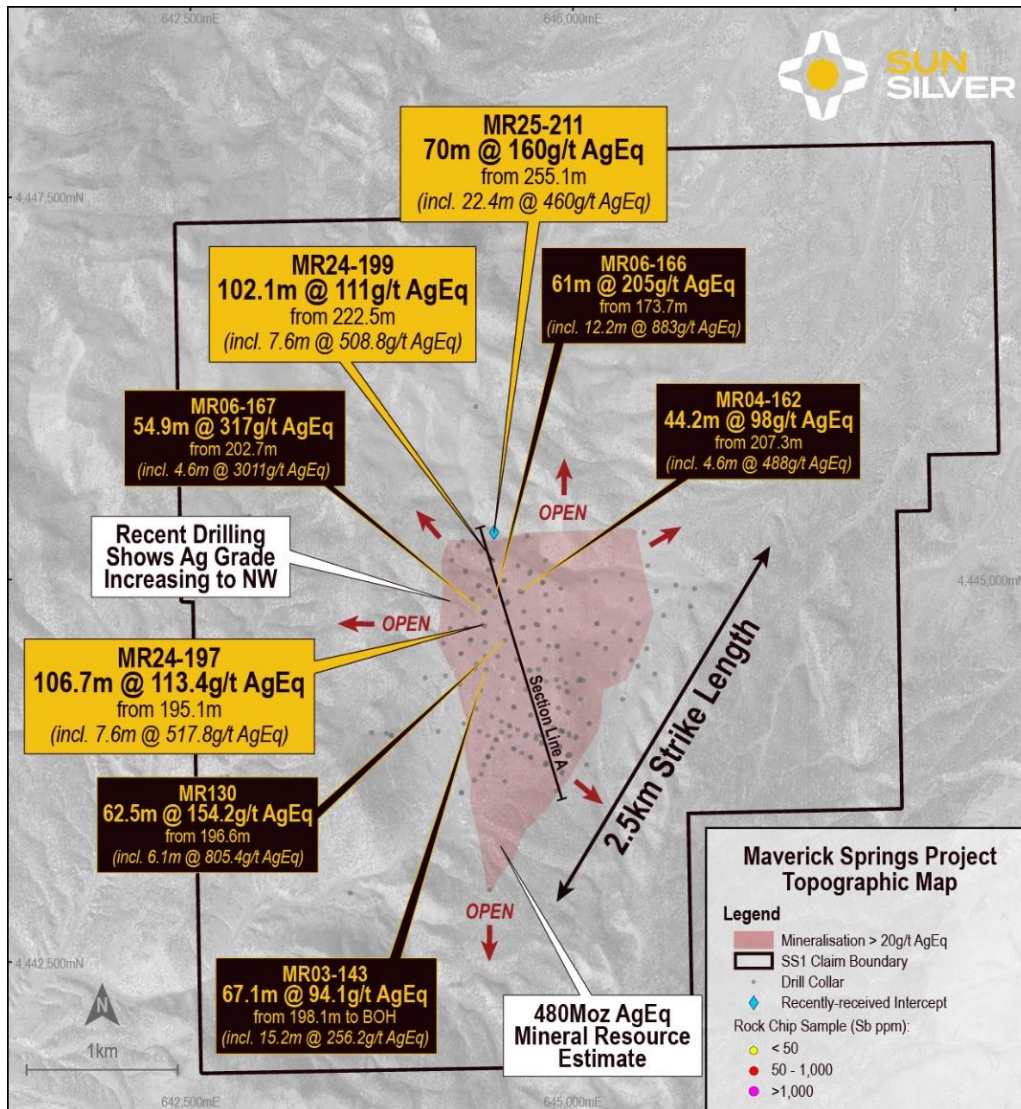 642,500mE
645,000mE
SUN
SILVER
MR25-211
70m @ 160g/t AgEq
from 255.1m
(incl. 22.4m @ 460g/t AgEq)
4,447,500mN
MR24-199
102.1m @ 111g/t AgEq
from 222.5m
(incl. 7.6m @ 508.8g/t AgEq)
MR06-166
61m @ 205g/t AgEq
from 173.7m
(incl. 12.2m @ 883g/t AgEq)
MR06-167
54.9m @ 317g/t AgEq
from 202.7m
(incl. 4.6m @ 3011g/t AgEq)
MR04-162
44.2m @ 98g/t AgEq
from 207.3m
(incl. 4.6m @ 488g/t AgEq)
OPEN
Recent Drilling
Shows Ag Grade
Increasing to NW
4,445,000mN
OPEN
MR24-197
106.7m @ 113.4g/t AgEq
from 195.1m
(incl. 7.6m @ 517.8g/t AgEq)
Section Line A
2.5km Strike Length
MR130
62.5m @ 154.2g/t AgEq
from 196.6m
(incl. 6.1m @ 805.4g/t AgEq)
OPEN
4,442,500mN
MR03-143
67.1m @ 94.1g/t AgEq
from 198.1m to BOH
(incl. 15.2m @ 256.2g/t AgEq)
480Moz AgEq
Mineral Resource
Estimate
N
1km
642,500mE
645,000mE
Maverick Springs Project
Topographic Map
Legend
Mineralisation > 20g/t AgEq
SS1 Claim Boundary
Drill Collar
Recently-received Intercept
Rock Chip Sample (Sb ppm):
< 50
50 - 1,000
>1,000